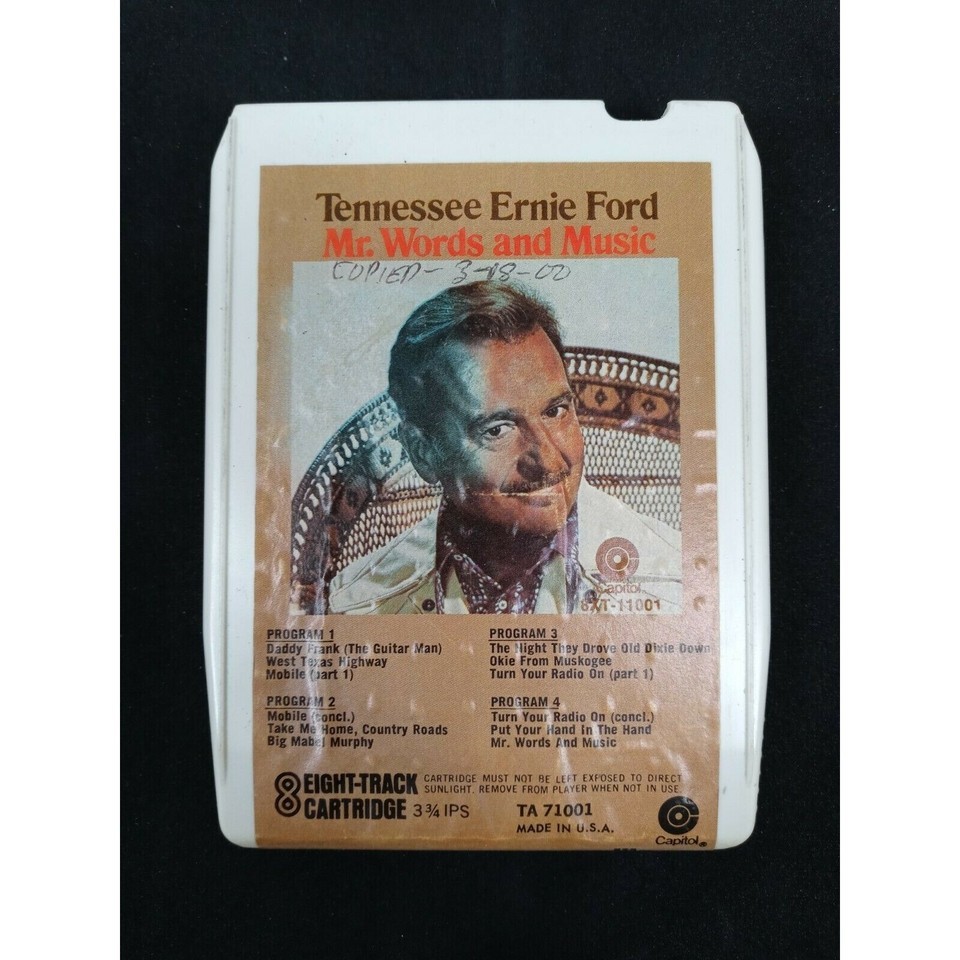 Tennessee Ernie Ford
Mr. Words and Music
COPIED - 3-18-00
Capitol
8XT-11001
PROGRAM 1
Daddy Frank (The Guitar Man)
West Texas Highway
Mobile (part 1)
PROGRAM 2
Mobile (concl.)
Take Me Home, Country Roads
Big Mabel Murphy
PROGRAM 3
The Night They Drove Old Dixie Down
Okie From Muskogee
Turn Your Radio On (part 1)
PROGRAM 4
Turn Your Radio On (concl.)
Put Your Hand In The Hand
Mr. Words And Music
8 EIGHT-TRACK
CARTRIDGE 3 ¾ IPS
CARTRIDGE MUST NOT BE LEFT EXPOSED TO DIRECT
SUNLIGHT. REMOVE FROM PLAYER WHEN NOT IN USE
TA 71001
MADE IN U.S.A.
Capitol®